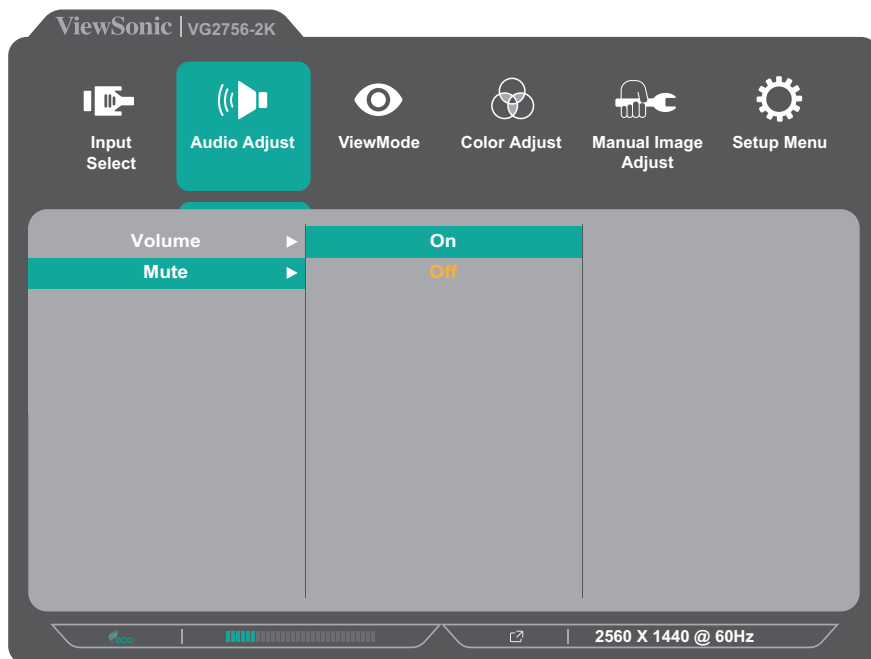 ViewSonic | VG2756-2K
Input Select
Audio Adjust
ViewMode
Color Adjust
Manual Image Adjust
Setup Menu
Volume
On
Mute
Off
eco
2560 X 1440 @ 60Hz